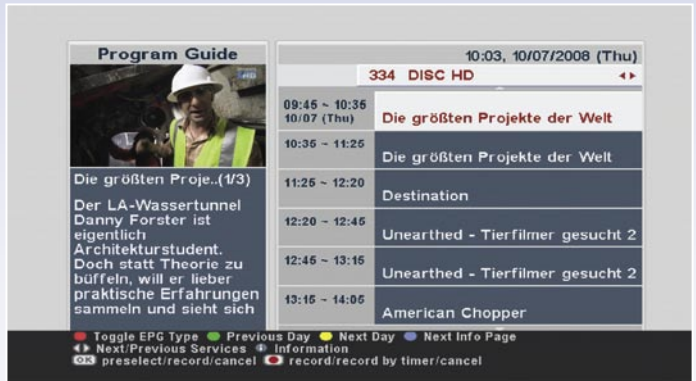 Program Guide
10:03, 10/07/2008 (Thu)
334 DISC HD
HD
Die größten Proje..(1/3)
Der LA-Wassertunnel
Danny Forster ist
eigentlich
Architekturstudent.
Doch statt Theorie zu
büffeln, will er lieber
praktische Erfahrungen
sammeln und sieht sich
09:45 ~ 10:35
10/07 (Thu)
Die größten Projekte der Welt
10:35 ~ 11:25
Die größten Projekte der Welt
11:25 ~ 12:20
Destination
12:20 ~ 12:45
Unearthed - Tierfilmer gesucht 2
12:45 ~ 13:15
Unearthed - Tierfilmer gesucht 2
13:15 ~ 14:05
American Chopper
Toggle EPG Type Previous Day Next Day Next Info Page
Next/Previous Services Information
OK preselect/record/cancel record/record by timer/cancel